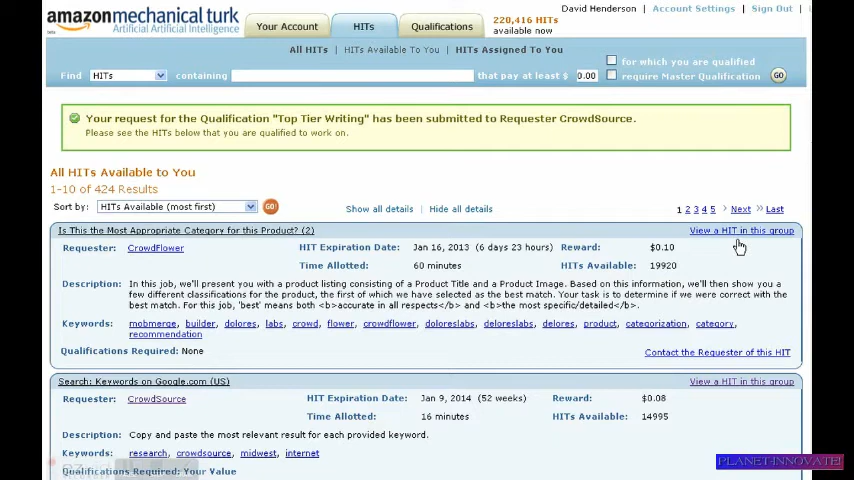 David Henderson | Account Settings | Sign Out |
amazonmechanical turk
Artificial Artificial Intelligence
Your Account
HITs
Qualifications
220,416 HITs
available now
All HITs | HITs Available To You | HITs Assigned To You
Find HITs containing that pay at least $ 0.00 for which you are qualified
require Master Qualification GO
Your request for the Qualification "Top Tier Writing" has been submitted to Requester CrowdSource.
Please see the HITs below that you are qualified to work on.
All HITs Available to You
1-10 of 424 Results
Sort by: HITs Available (most first) GO! Show all details | Hide all details 1 2 3 4 5 > Next >> Last
Is This the Most Appropriate Category for this Product? (2) View a HIT in this group
Requester: CrowdFlower HIT Expiration Date: Jan 16, 2013 (6 days 23 hours) Reward: $0.10
Time Allotted: 60 minutes HITs Available: 19920
Description: In this job, we'll present you with a product listing consisting of a Product Title and a Product Image. Based on this information, we'll then show you a
few different classifications for the product, the first of which we have selected as the best match. Your task is to determine if we were correct with the
best match. For this job, 'best' means both <b>accurate in all respects</b> and <b>the most specific/detailed</b>.
Keywords: mobmerge, builder, dolores, labs, crowd, flower, crowdflower, doloreslabs, doloreslabs, dolores, product, categorization, category,
recommendation
Qualifications Required: None
Contact the Requester of this HIT
Search: Keywords on Google.com (US) View a HIT in this group
Requester: CrowdSource HIT Expiration Date: Jan 9, 2014 (52 weeks) Reward: $0.08
Time Allotted: 16 minutes HITs Available: 14995
Description: Copy and paste the most relevant result for each provided keyword.
Keywords: research, crowdsource, midwest, internet
Qualifications Required: Your Value
PLANET-INNOVATE!